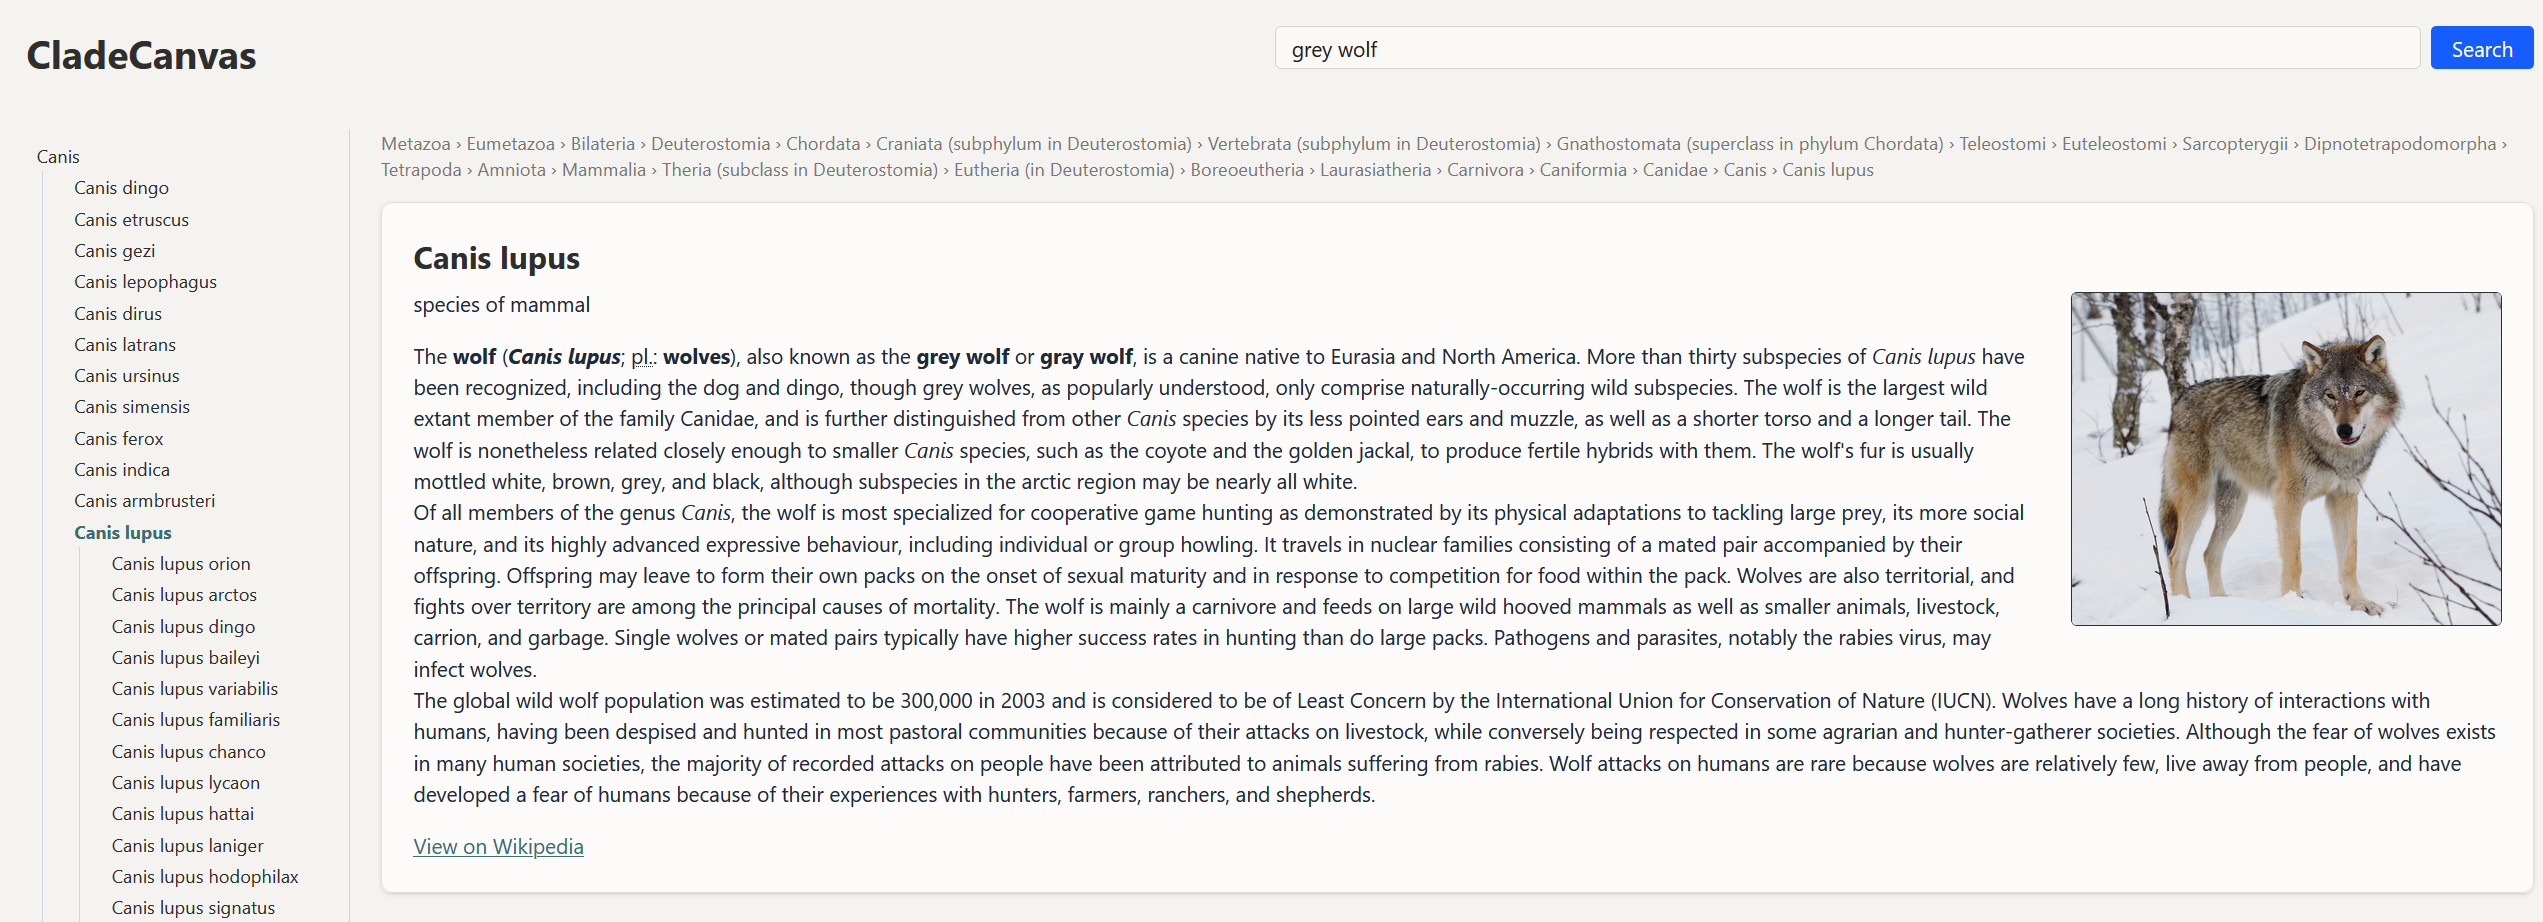 CladeCanvas
grey wolf
Search
Canis
Canis dingo
Canis etruscus
Canis gezi
Canis lepophagus
Canis dirus
Canis latrans
Canis ursinus
Canis simensis
Canis ferox
Canis indica
Canis armbrusteri
Canis lupus
Canis lupus orion
Canis lupus arctos
Canis lupus dingo
Canis lupus baileyi
Canis lupus variabilis
Canis lupus familiaris
Canis lupus chanco
Canis lupus lycaon
Canis lupus hattai
Canis lupus laniger
Canis lupus hodophilax
Canis lupus signatus
Metazoa › Eumetazoa › Bilateria › Deuterostomia › Chordata › Craniata (subphylum in Deuterostomia) › Vertebrata (subphylum in Deuterostomia) › Gnathostomata (superclass in phylum Chordata) › Teleostomi › Euteleostomi › Sarcopterygii › Dipnotetrapodomorpha ›
Tetrapoda › Amniota › Mammalia › Theria (subclass in Deuterostomia) › Eutheria (in Deuterostomia) › Boreoeutheria › Laurasiatheria › Carnivora › Caniformia › Canidae › Canis › Canis lupus
Canis lupus
species of mammal
The wolf (Canis lupus; pl.: wolves), also known as the grey wolf or gray wolf, is a canine native to Eurasia and North America. More than thirty subspecies of Canis lupus have
been recognized, including the dog and dingo, though grey wolves, as popularly understood, only comprise naturally-occurring wild subspecies. The wolf is the largest wild
extant member of the family Canidae, and is further distinguished from other Canis species by its less pointed ears and muzzle, as well as a shorter torso and a longer tail. The
wolf is nonetheless related closely enough to smaller Canis species, such as the coyote and the golden jackal, to produce fertile hybrids with them. The wolf's fur is usually
mottled white, brown, grey, and black, although subspecies in the arctic region may be nearly all white.
Of all members of the genus Canis, the wolf is most specialized for cooperative game hunting as demonstrated by its physical adaptations to tackling large prey, its more social
nature, and its highly advanced expressive behaviour, including individual or group howling. It travels in nuclear families consisting of a mated pair accompanied by their
offspring. Offspring may leave to form their own packs on the onset of sexual maturity and in response to competition for food within the pack. Wolves are also territorial, and
fights over territory are among the principal causes of mortality. The wolf is mainly a carnivore and feeds on large wild hooved mammals as well as smaller animals, livestock,
carrion, and garbage. Single wolves or mated pairs typically have higher success rates in hunting than do large packs. Pathogens and parasites, notably the rabies virus, may
infect wolves.
The global wild wolf population was estimated to be 300,000 in 2003 and is considered to be of Least Concern by the International Union for Conservation of Nature (IUCN). Wolves have a long history of interactions with
humans, having been despised and hunted in most pastoral communities because of their attacks on livestock, while conversely being respected in some agrarian and hunter-gatherer societies. Although the fear of wolves exists
in many human societies, the majority of recorded attacks on people have been attributed to animals suffering from rabies. Wolf attacks on humans are rare because wolves are relatively few, live away from people, and have
developed a fear of humans because of their experiences with hunters, farmers, ranchers, and shepherds.
View on Wikipedia